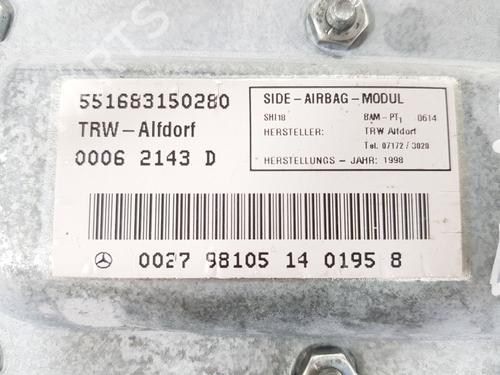 551683150280
TRW-Alfdorf
0006 2143 D
SIDE-AIRBAG-MODUL
SHI18 BAM-PT1 0614
HERSTELLER: TRW Alfdorf
Tel. 07172 / 3020
HERSTELLUNGS - JAHR: 1998
0027 98105 14 0195 8